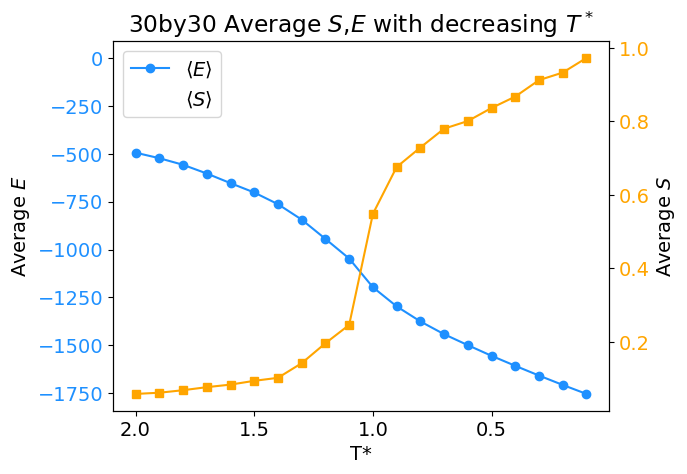 30by30 Average S,E with decreasing T*
⟨E⟩
⟨S⟩
Average E
0
−250
−500
−750
−1000
−1250
−1500
−1750
1.0
0.8
0.6
0.4
0.2
Average S
2.0 1.5 1.0 0.5
T*